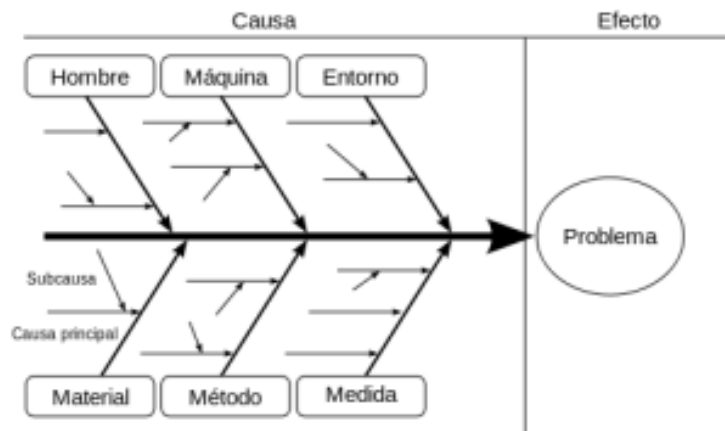 Causa
Efecto
Hombre
Máquina
Entorno
Problema
Subcausa
Causa principal
Material
Método
Medida